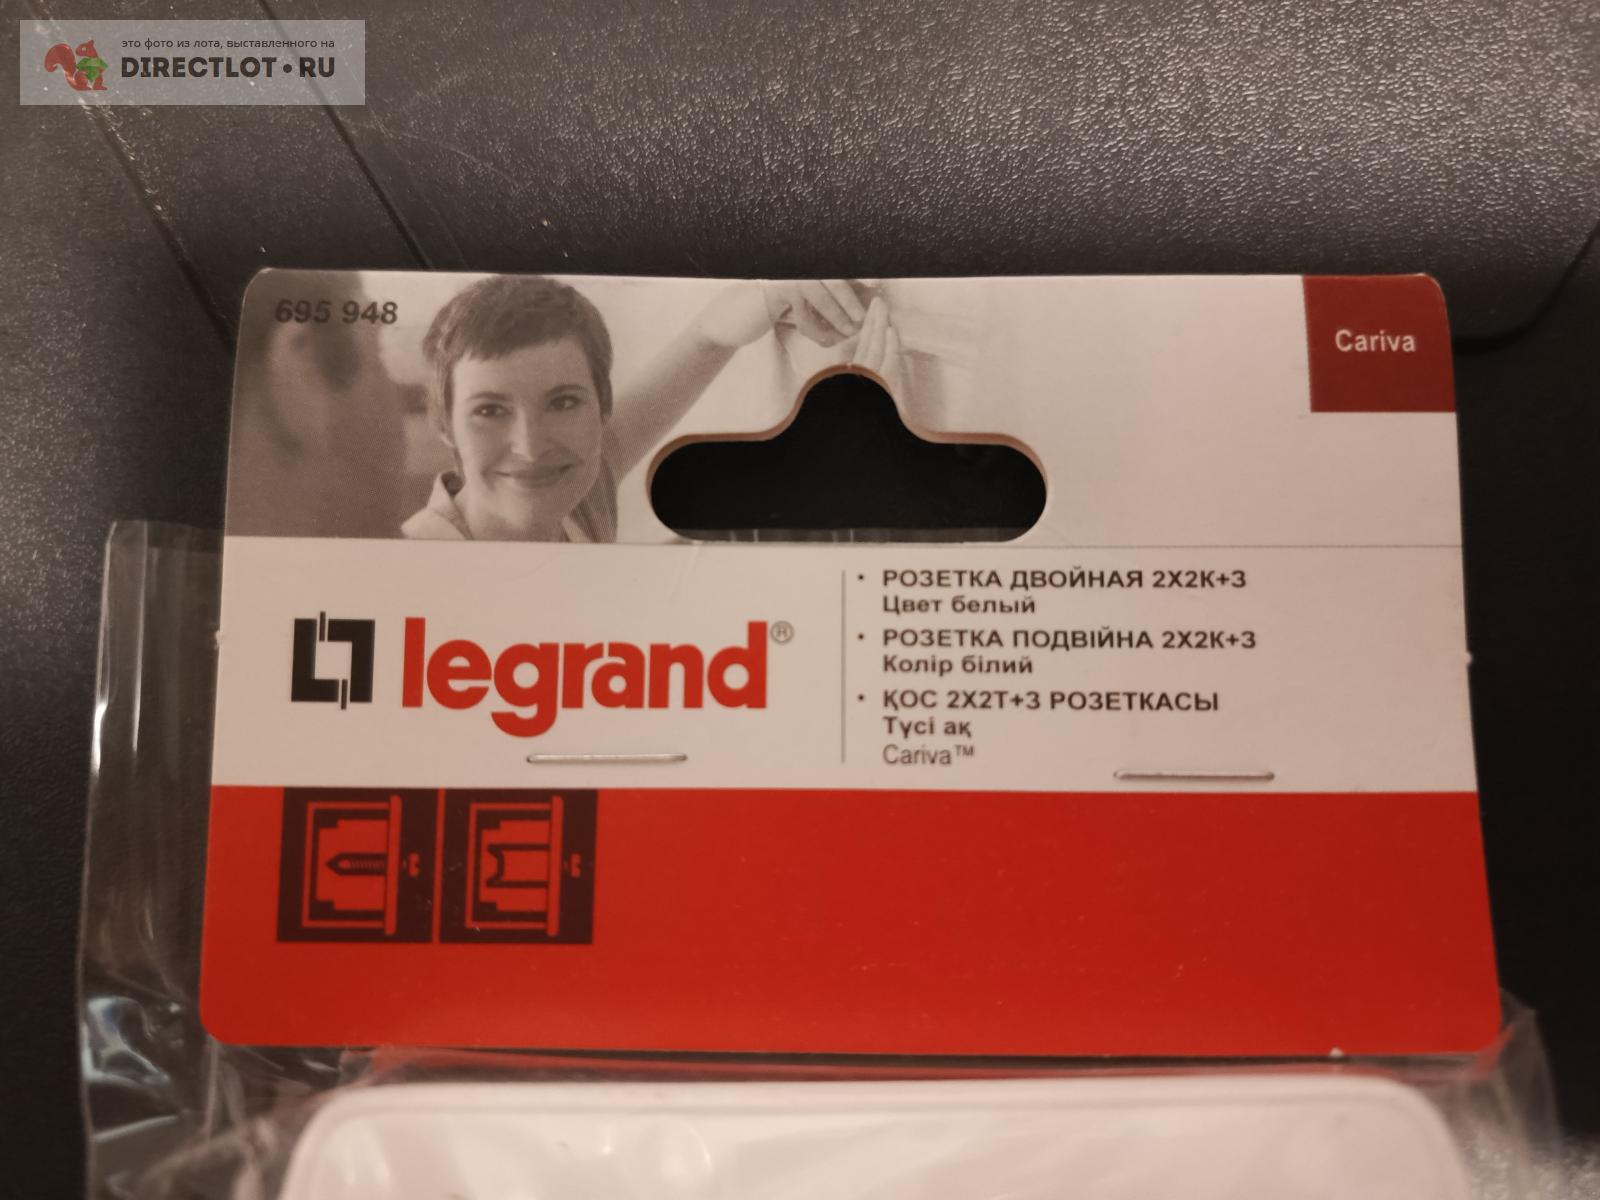 это фото из лота, выставленного на
DIRECTLOT•RU
695 948
Cariva
legrand®
• РОЗЕТКА ДВОЙНАЯ 2Х2К+З
Цвет белый
• РОЗЕТКА ПОДВІЙНА 2Х2К+З
Колір білий
• ҚОС 2Х2Т+З РОЗЕТКАСЫ
Түсі ақ
Cariva™